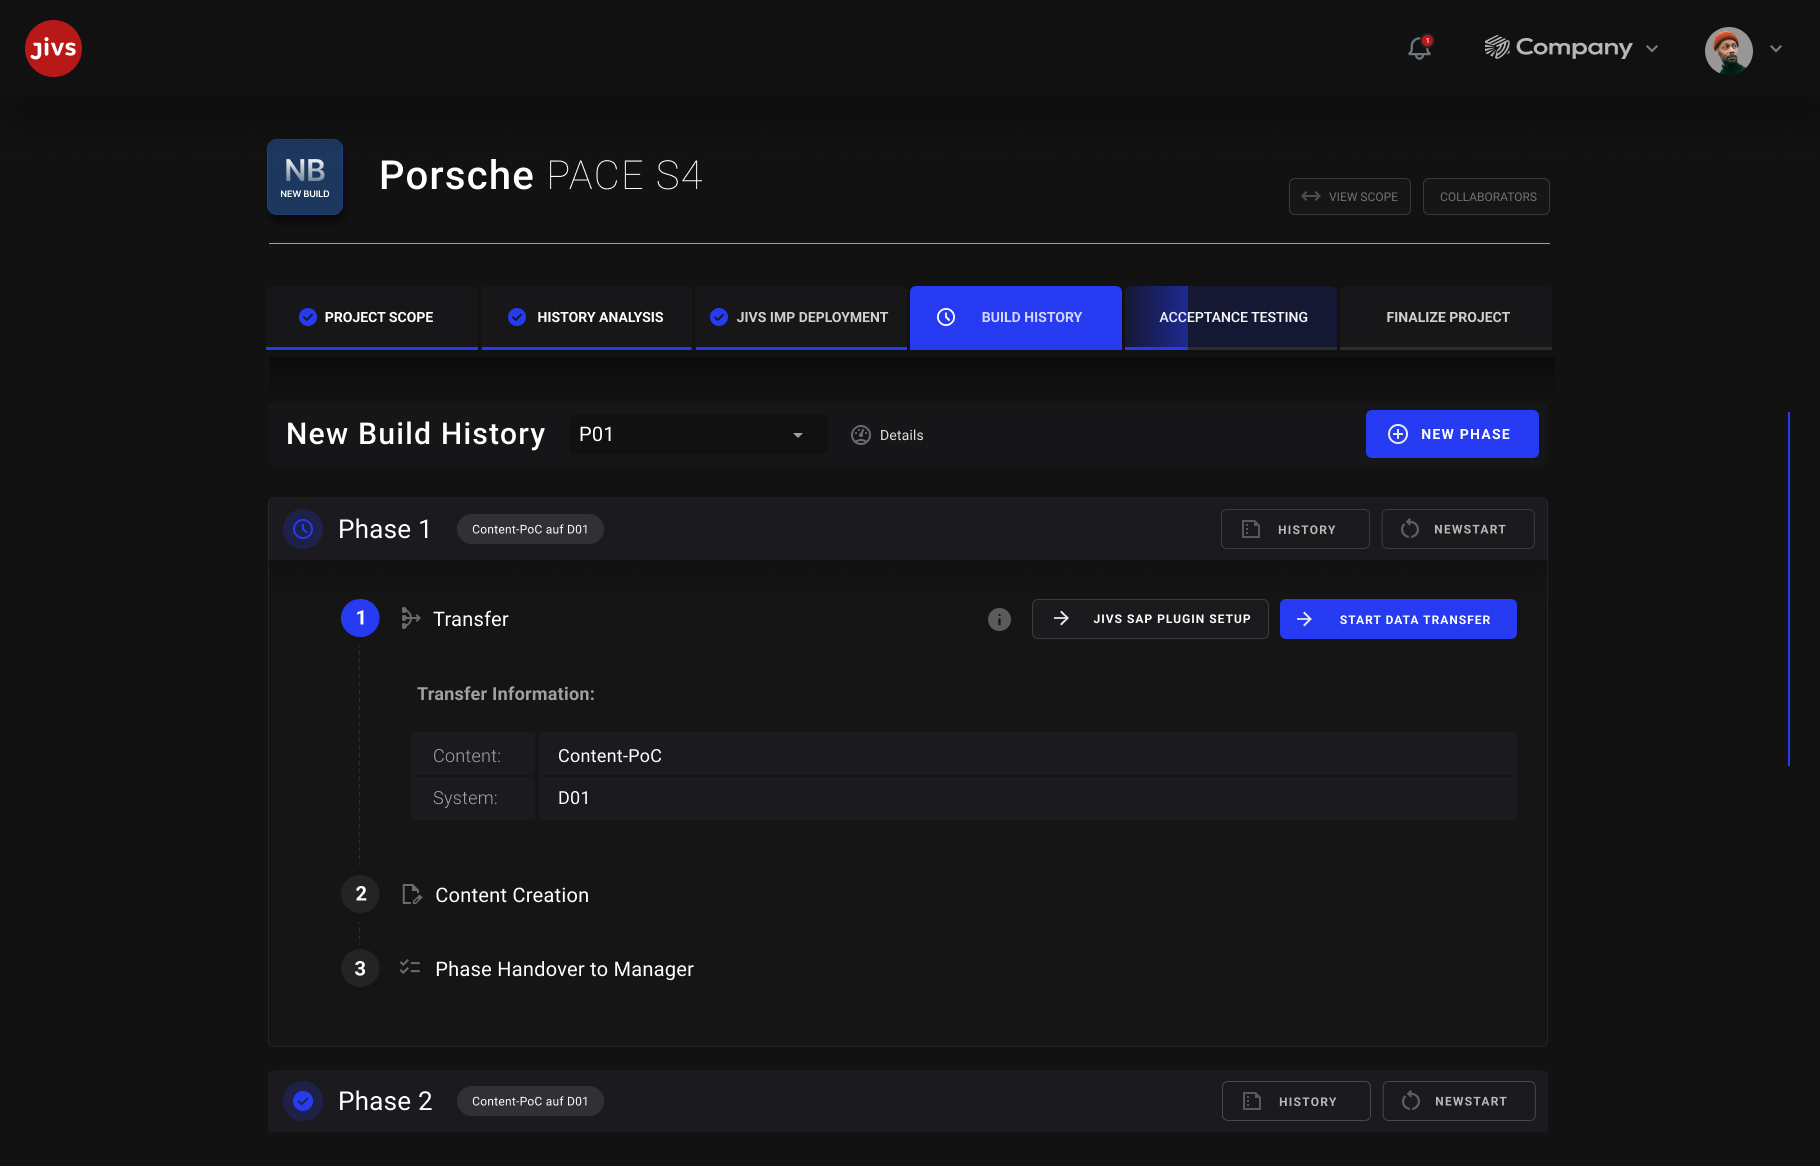 jivs
1
Company
NB
NEW BUILD
Porsche PACE S4
VIEW SCOPE
COLLABORATORS
PROJECT SCOPE
HISTORY ANALYSIS
JIVS IMP DEPLOYMENT
BUILD HISTORY
ACCEPTANCE TESTING
FINALIZE PROJECT
New Build History
P01
Details
NEW PHASE
Phase 1
Content-PoC auf D01
HISTORY
NEWSTART
1
Transfer
JIVS SAP PLUGIN SETUP
START DATA TRANSFER
Transfer Information:
Content: Content-PoC
System: D01
2
Content Creation
3
Phase Handover to Manager
Phase 2
Content-PoC auf D01
HISTORY
NEWSTART